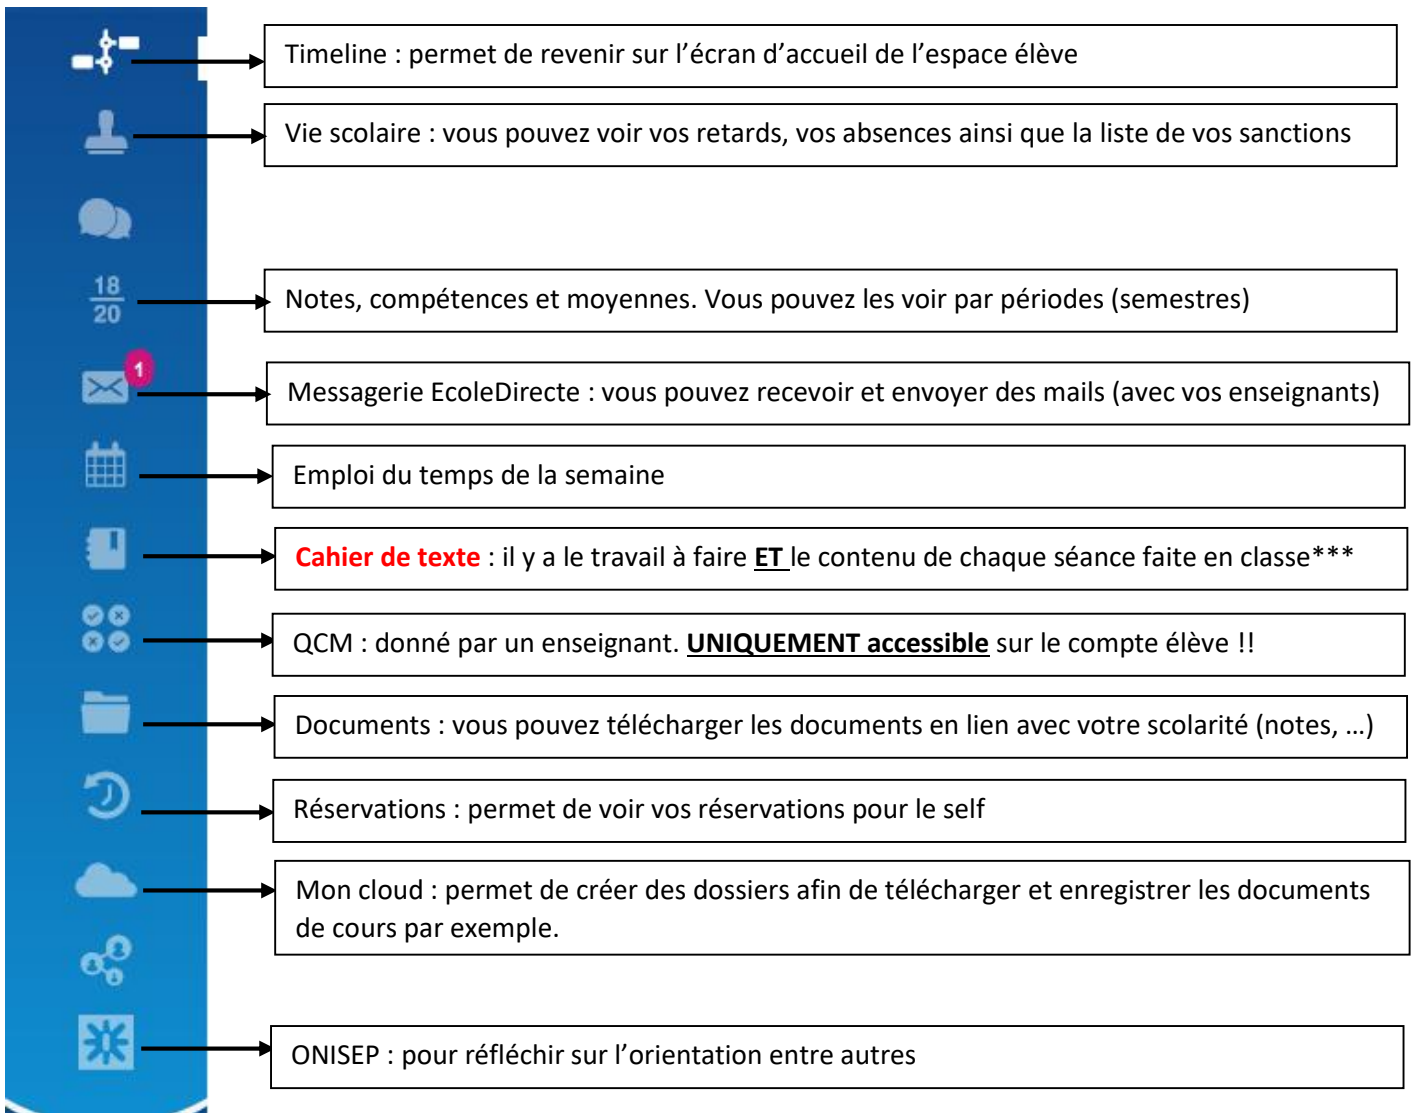 Timeline : permet de revenir sur l’écran d’accueil de l’espace élève
Vie scolaire : vous pouvez voir vos retards, vos absences ainsi que la liste de vos sanctions
18
20
Notes, compétences et moyennes. Vous pouvez les voir par périodes (semestres)
1
Messagerie EcoleDirecte : vous pouvez recevoir et envoyer des mails (avec vos enseignants)
Emploi du temps de la semaine
Cahier de texte : il y a le travail à faire ET le contenu de chaque séance faite en classe***
QCM : donné par un enseignant. UNIQUEMENT accessible sur le compte élève !!
Documents : vous pouvez télécharger les documents en lien avec votre scolarité (notes, …)
Réservations : permet de voir vos réservations pour le self
Mon cloud : permet de créer des dossiers afin de télécharger et enregistrer les documents
de cours par exemple.
ONISEP : pour réfléchir sur l’orientation entre autres